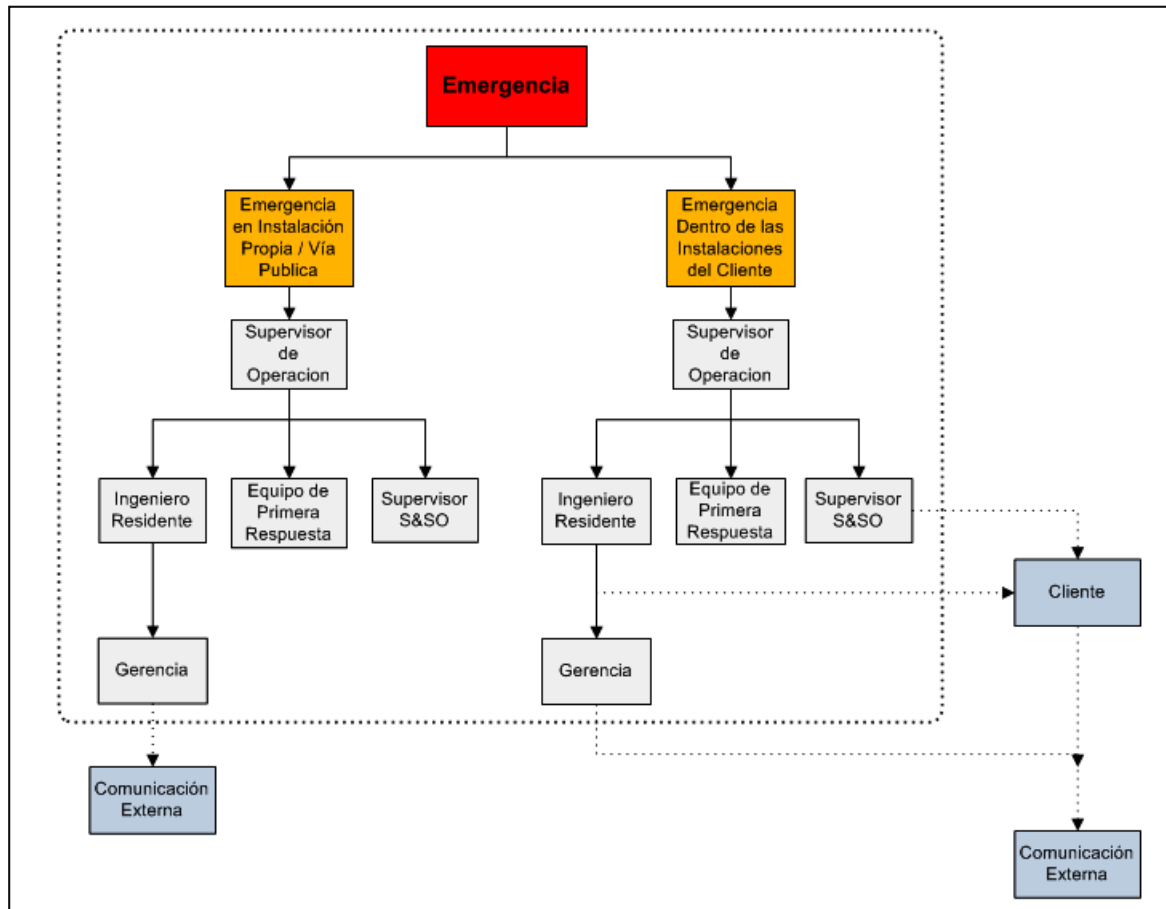 Emergencia
Emergencia
en Instalación
Propia / Vía
Publica
Emergencia
Dentro de las
Instalaciones
del Cliente
Supervisor
de
Operacion
Supervisor
de
Operacion
Ingeniero
Residente
Equipo de
Primera
Respuesta
Supervisor
S&SO
Ingeniero
Residente
Equipo de
Primera
Respuesta
Supervisor
S&SO
Cliente
Gerencia
Gerencia
Comunicación
Externa
Comunicación
Externa